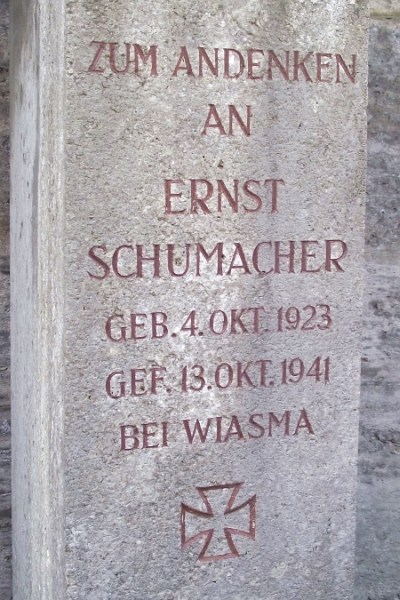 ZUM ANDENKEN
AN
ERNST
SCHUMACHER
GEB. 4. OKT. 1923
GEF. 13. OKT. 1941
BEI WIASMA